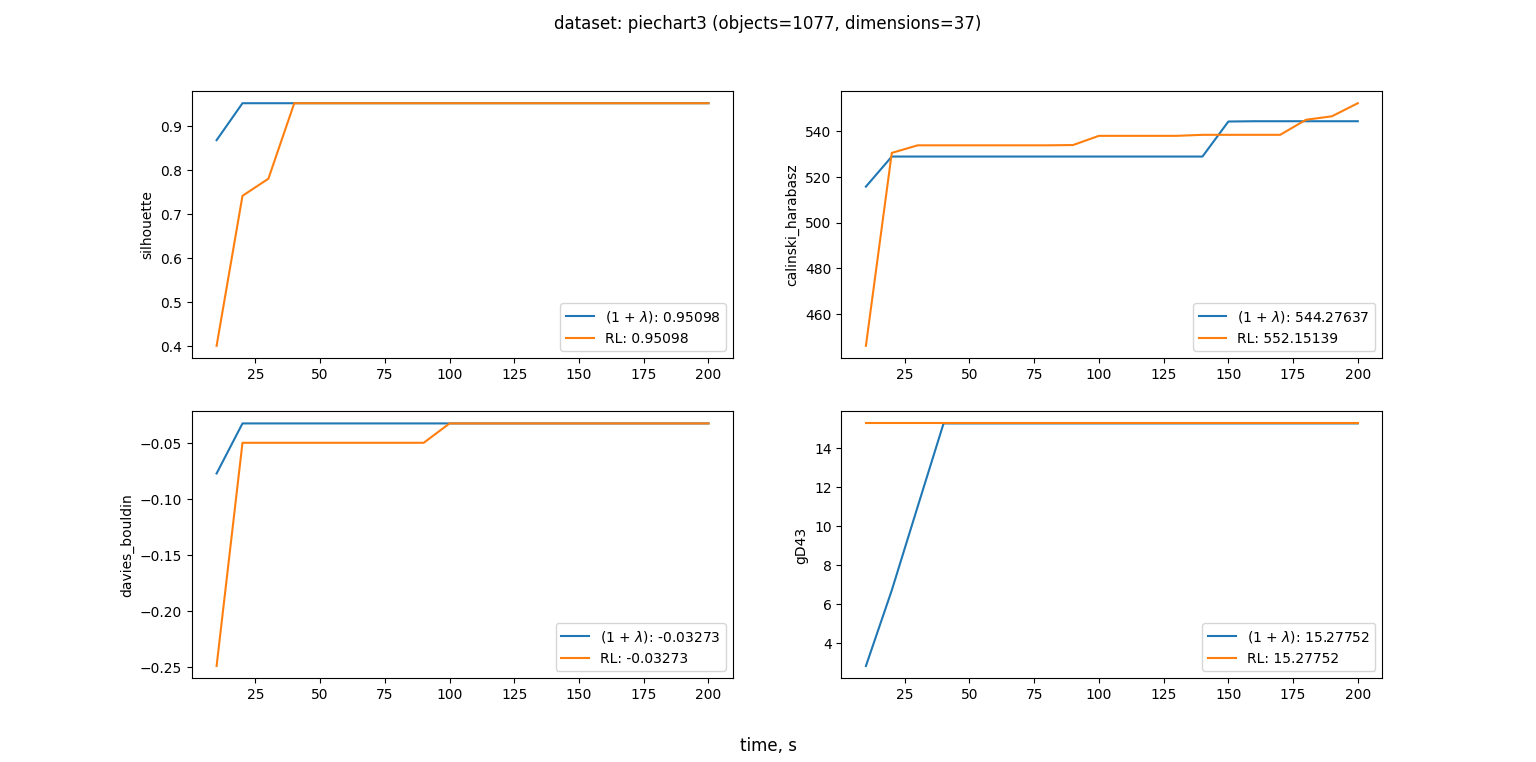 dataset: piechart3 (objects=1077, dimensions=37)
silhouette
0.9
0.8
0.7
0.6
0.5
0.4
(1 + λ): 0.95098
RL: 0.95098
25 50 75 100 125 150 175 200
calinski_harabasz
540
520
500
480
460
(1 + λ): 544.27637
RL: 552.15139
25 50 75 100 125 150 175 200
davies_bouldin
−0.05
−0.10
−0.15
−0.20
−0.25
(1 + λ): -0.03273
RL: -0.03273
25 50 75 100 125 150 175 200
gD43
14
12
10
8
6
4
(1 + λ): 15.27752
RL: 15.27752
25 50 75 100 125 150 175 200
time, s